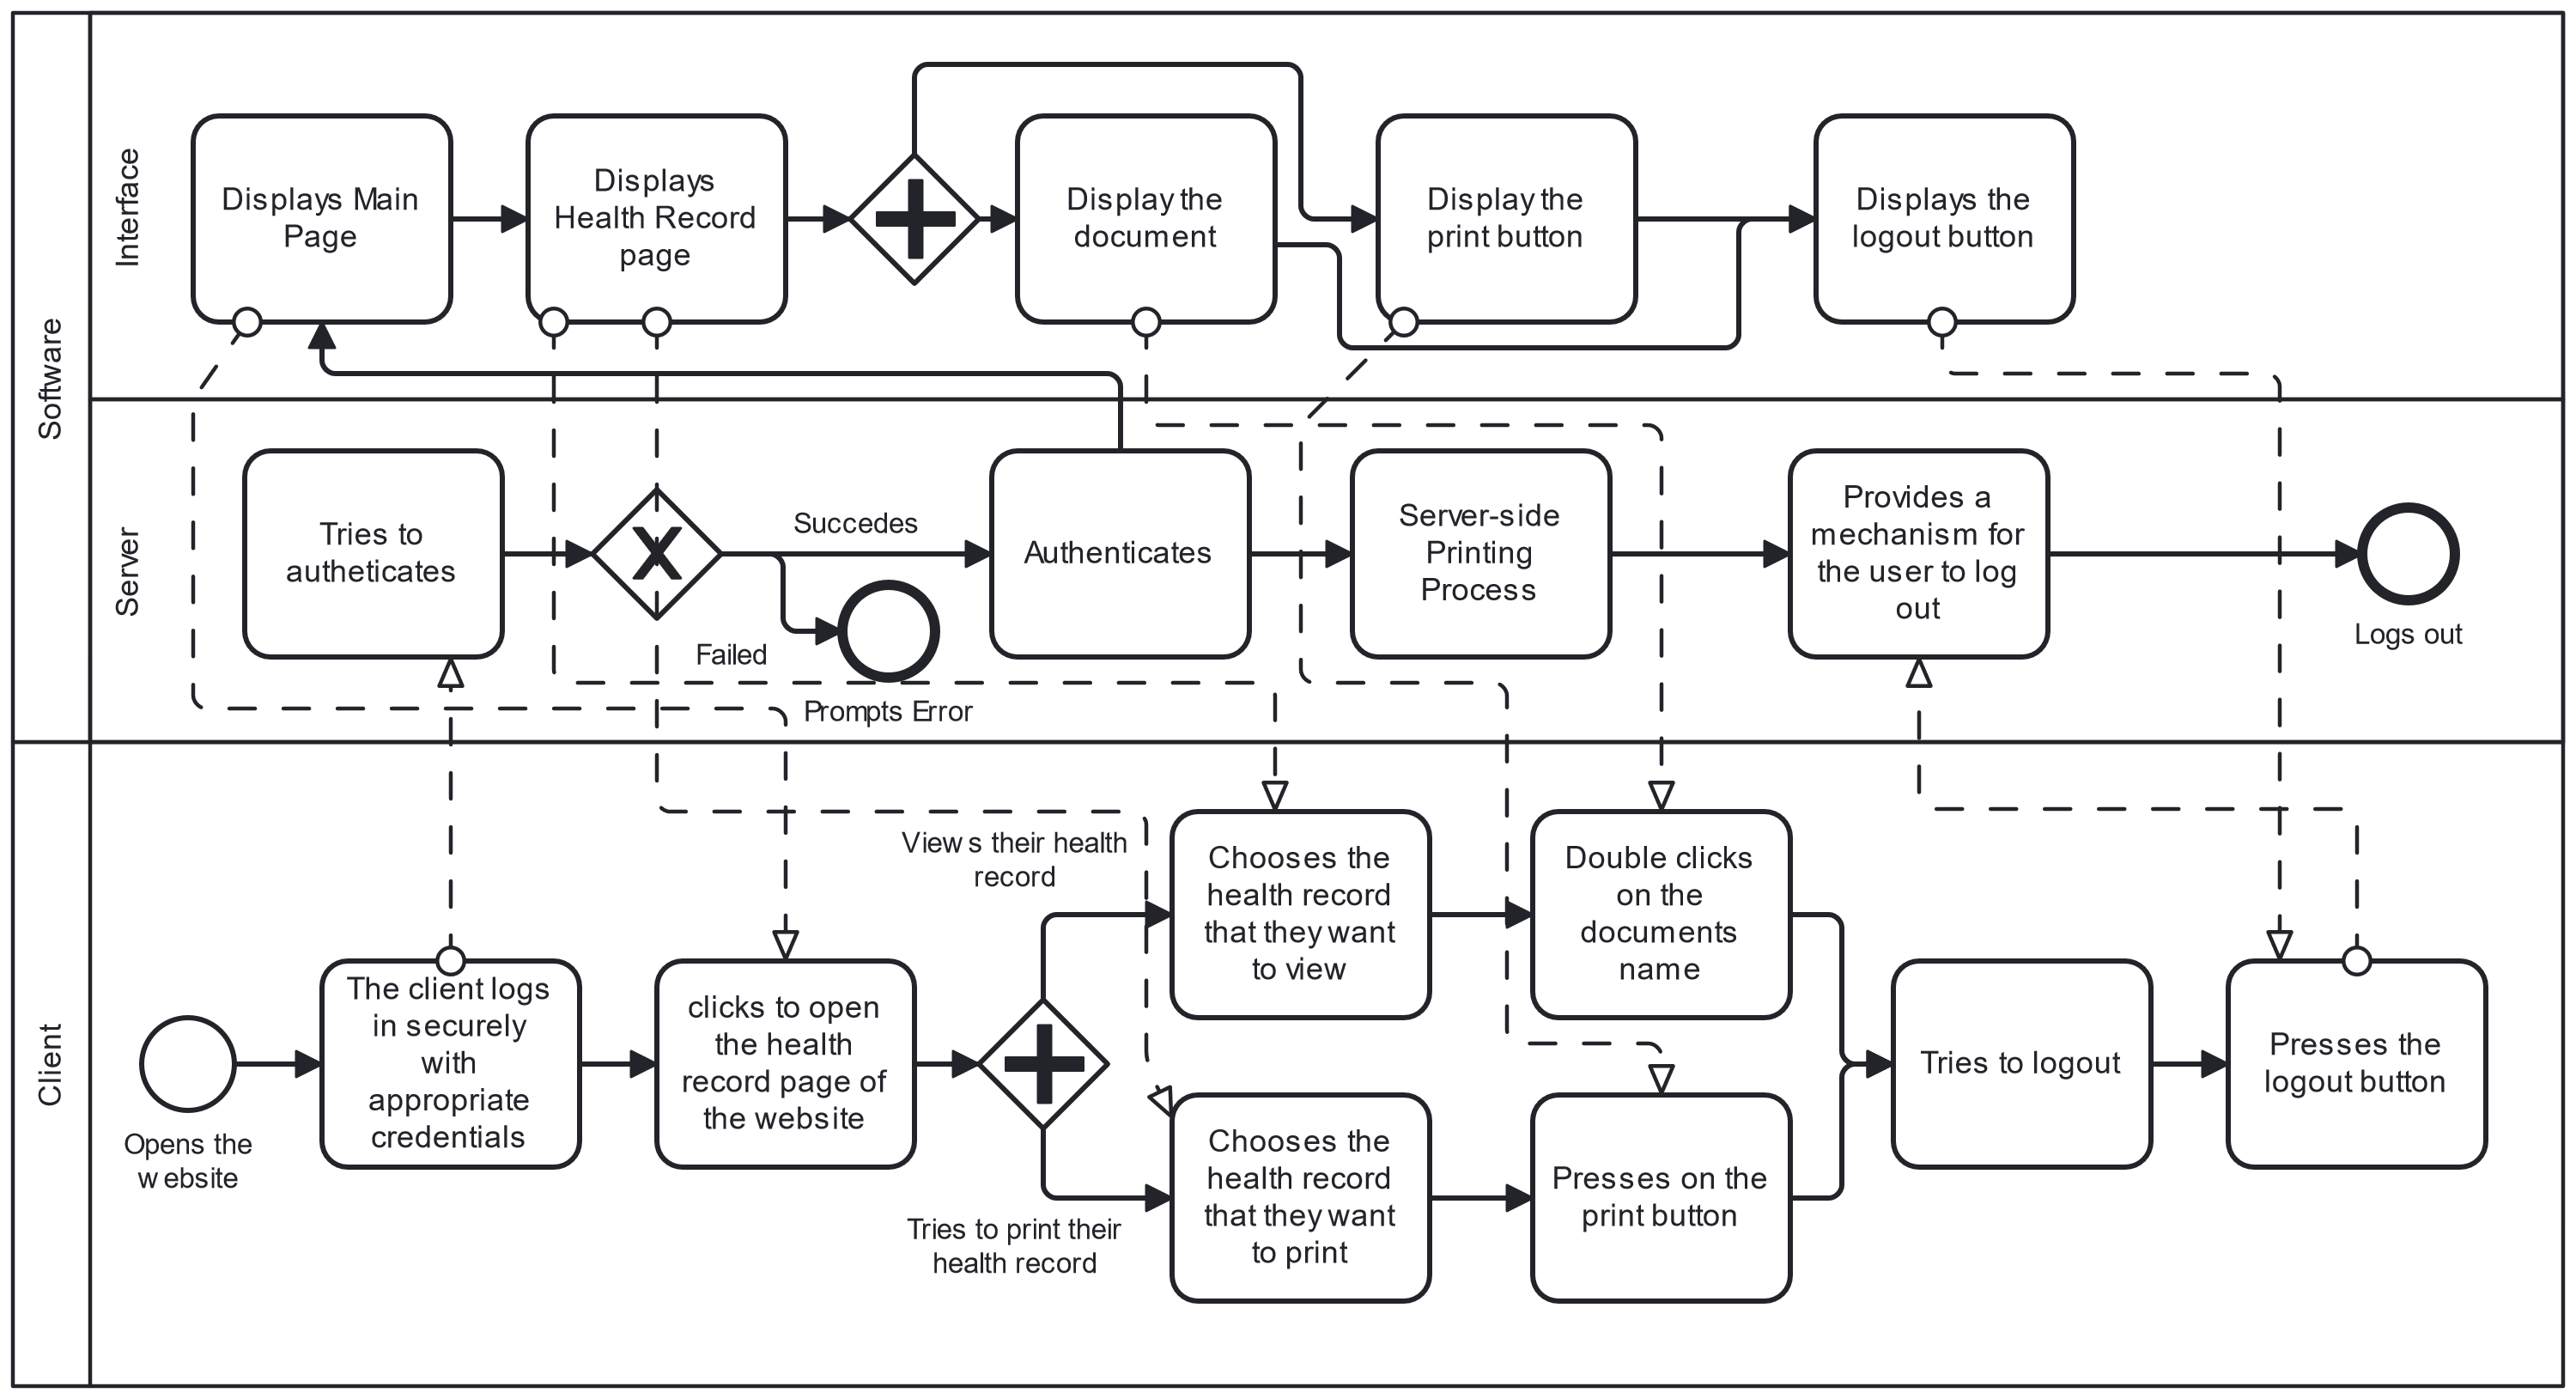 Software
Interface
Displays Main
Page
Displays
Health Record
page
Display the
document
Display the
print button
Displays the
logout button
Server
Tries to
autheticates
X
Succedes
Failed
Prompts Error
Authenticates
Server-side
Printing
Process
Provides a
mechanism for
the user to log
out
Logs out
Client
Opens the
website
The client logs
in securely
with
appropriate
credentials
clicks to open
the health
record page of
the website
Views their health
record
Tries to print their
health record
Chooses the
health record
that they want
to view
Double clicks
on the
documents
name
Chooses the
health record
that they want
to print
Presses on the
print button
Tries to logout
Presses the
logout button